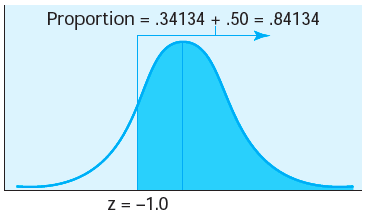 Proportion = .34134 + .50 = .84134
z = −1.0